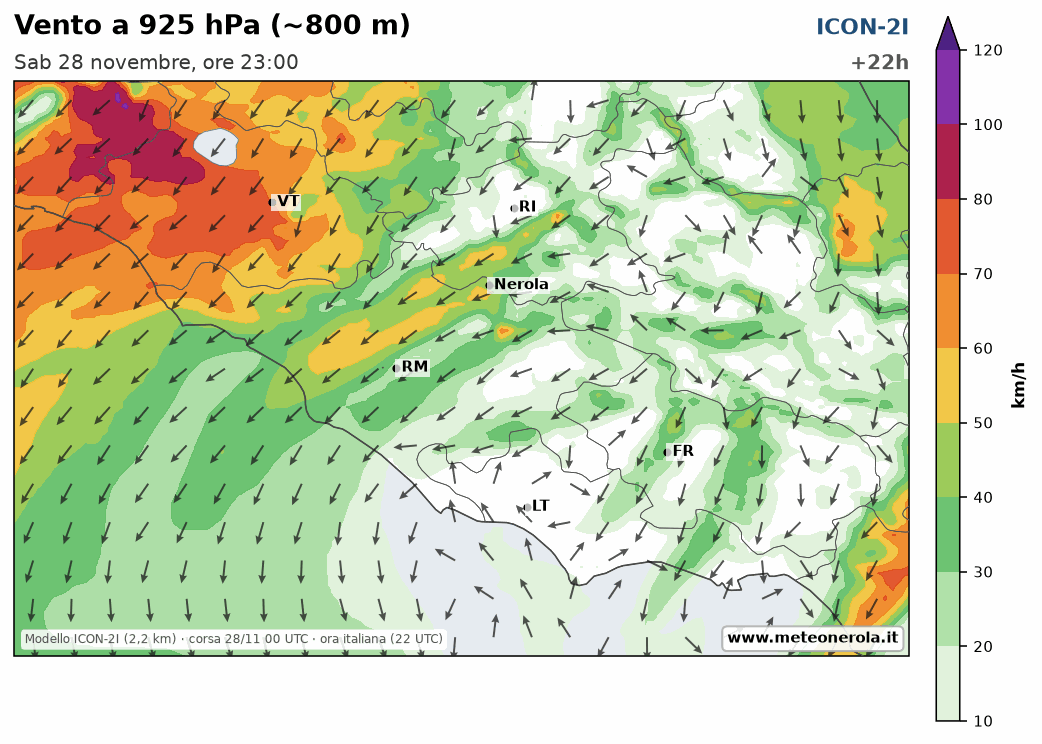 Vento a 925 hPa (~800 m)
ICON-2I
Sab 28 novembre, ore 23:00
+22h
120
100
80
70
60
50
40
30
20
10
km/h
VT
RI
Nerola
RM
FR
LT
Modello ICON-2I (2,2 km) · corsa 28/11 00 UTC · ora italiana (22 UTC)
www.meteonerola.it